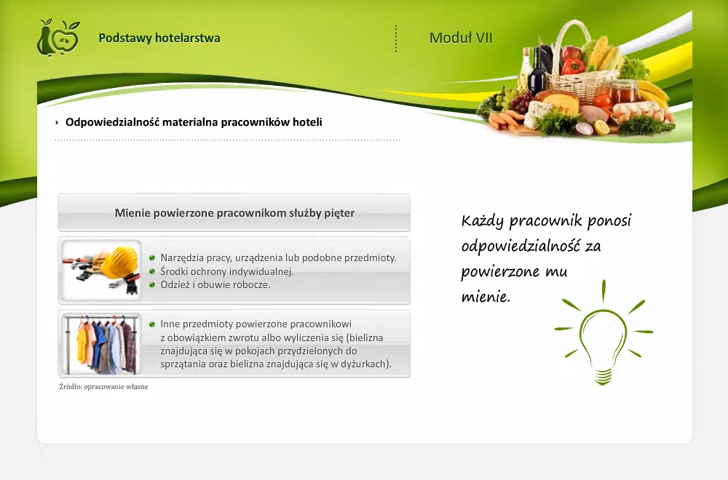 Podstawy hotelarstwa
Moduł VII
Odpowiedzialność materialna pracowników hoteli
Mienie powierzone pracownikom służby pięter
Narzędzia pracy, urządzenia lub podobne przedmioty.
Środki ochrony indywidualnej.
Odzież i obuwie robocze.
Inne przedmioty powierzone pracownikowi
z obowiązkiem zwrotu albo wyliczenia się (bielizna
znajdująca się w pokojach przydzielonych do
sprzątania oraz bielizna znajdująca się w dyżurkach).
Źródło: opracowanie własne
Każdy pracownik ponosi
odpowiedzialność za
powierzone mu
mienie.